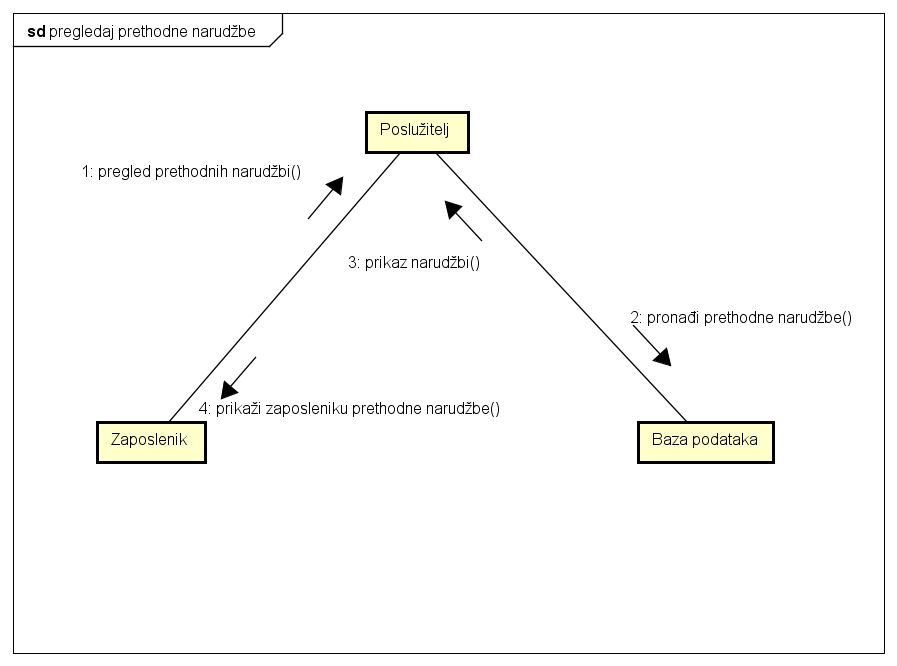 sd pregledaj prethodne narudžbe
Poslužitelj
1: pregled prethodnih narudžbi()
3: prikaz narudžbi()
2: pronađi prethodne narudžbe()
4: prikaži zaposleniku prethodne narudžbe()
Zaposlenik
Baza podataka